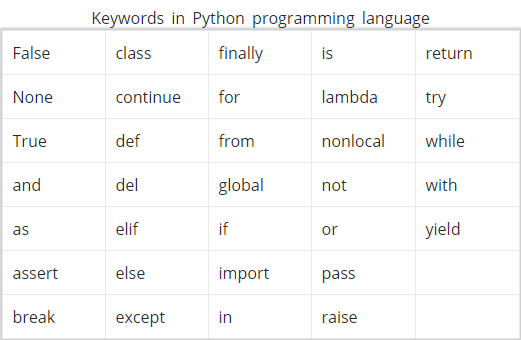 Keywords in Python programming language
False class finally is return
None continue for lambda try
True def from nonlocal while
and del global not with
as elif if or yield
assert else import pass
break except in raise